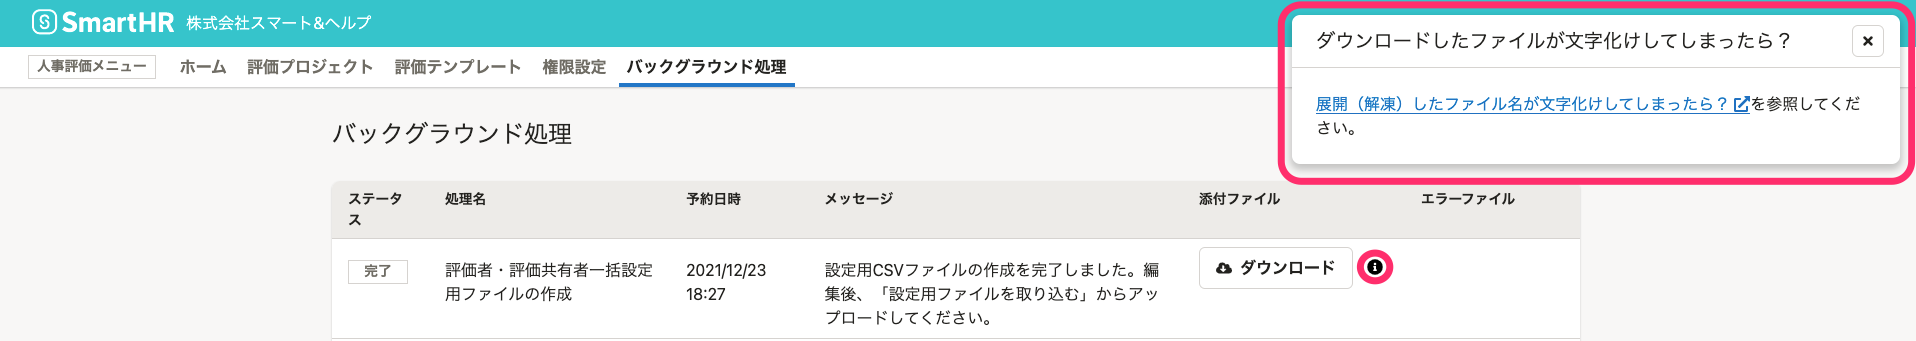 SmartHR 株式会社スマート&ヘルプ
人事評価メニュー ホーム 評価プロジェクト 評価テンプレート 権限設定 バックグラウンド処理
ダウンロードしたファイルが文字化けしてしまったら？
展開（解凍）したファイル名が文字化けしてしまったら？を参照してくだ
さい。
バックグラウンド処理
ステータ
ス
処理名
予約日時
メッセージ
添付ファイル
エラーファイル
完了
評価者・評価共有者一括設定
用ファイルの作成
2021/12/23
18:27
設定用CSVファイルの作成を完了しました。編
集後、「設定用ファイルを取り込む」からアッ
プロードしてください。
ダウンロード